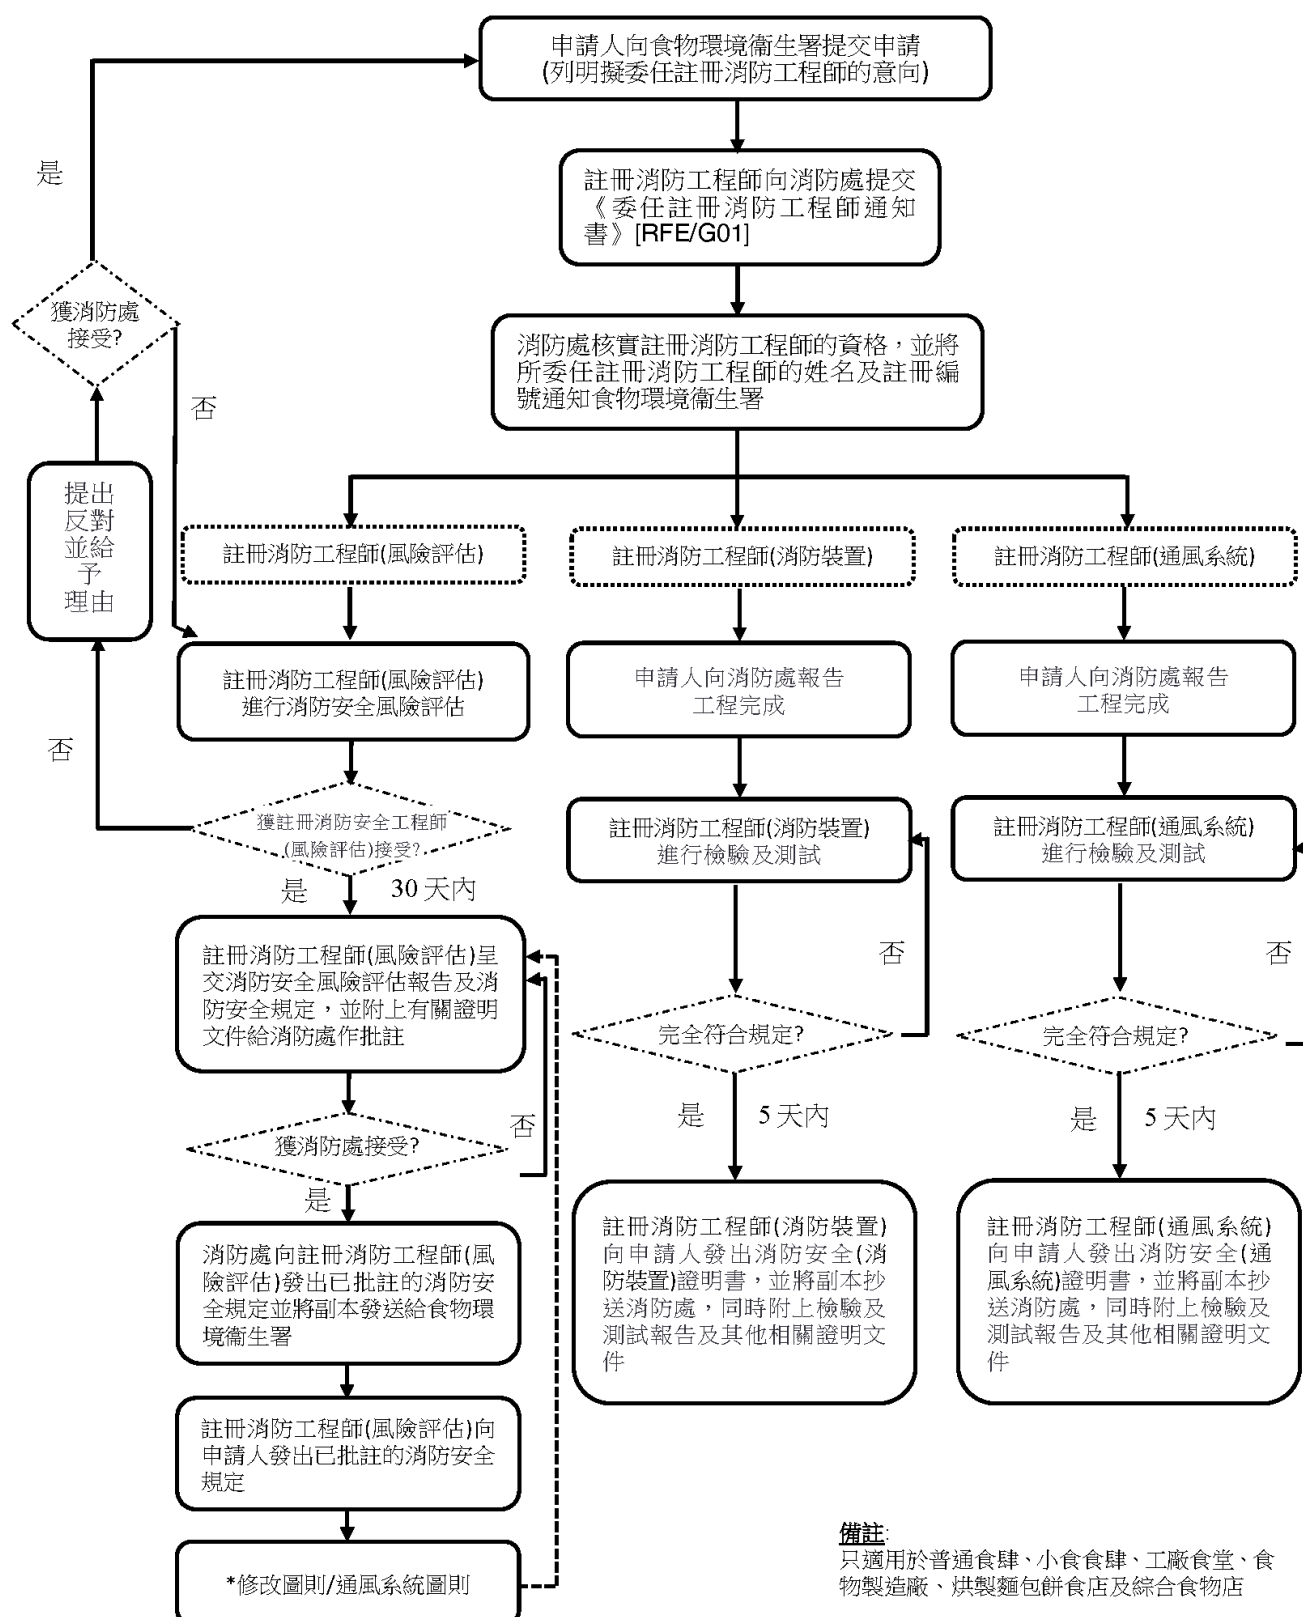 申請人向食物環境衞生署提交申請
(列明擬委任註冊消防工程師的意向)
是
註冊消防工程師向消防處提交
《委任註冊消防工程師通知
書》[RFE/G01]
獲消防處
接受?
消防處核實註冊消防工程師的資格，並將
所委任註冊消防工程師的姓名及註冊編
號通知食物環境衞生署
否
提出
反對
並給
予
理由
註冊消防工程師(風險評估)
註冊消防工程師(消防裝置)
註冊消防工程師(通風系統)
註冊消防工程師(風險評估)
進行消防安全風險評估
申請人向消防處報告
工程完成
申請人向消防處報告
工程完成
否
獲註冊消防安全工程師
(風險評估)接受?
註冊消防工程師(消防裝置)
進行檢驗及測試
註冊消防工程師(通風系統)
進行檢驗及測試
是 30 天內
註冊消防工程師(風險評估)呈
交消防安全風險評估報告及消
防安全規定，並附上有關證明
文件給消防處作批註
否
否
完全符合規定?
完全符合規定?
獲消防處接受?
否
是 5 天內
是 5 天內
是
消防處向註冊消防工程師(風
險評估)發出已批註的消防安
全規定並將副本發送給食物環
境衞生署
註冊消防工程師(消防裝置)
向申請人發出消防安全(消
防裝置)證明書，並將副本抄
送消防處，同時附上檢驗及
測試報告及其他相關證明文
件
註冊消防工程師(通風系統)
向申請人發出消防安全(通
風系統)證明書，並將副本抄
送消防處，同時附上檢驗及
測試報告及其他相關證明文
件
註冊消防工程師(風險評估)向
申請人發出已批註的消防安全
規定
*修改圖則/通風系統圖則
備註:
只適用於普通食肆、小食食肆、工廠食堂、食
物製造廠、烘製麵包餅食店及綜合食物店